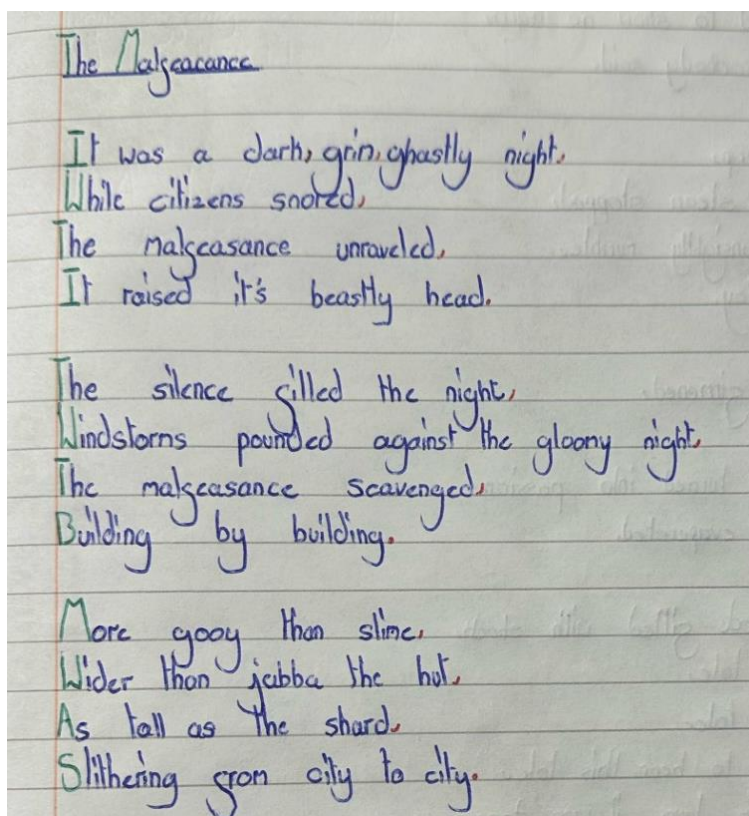 The Malfeacance
It was a dark, grim, ghastly night,
While citizens snored,
The malfeasance unraveled,
It raised it's beastly head.
The silence filled the night,
Windstorms pounded against the gloomy night,
The malfeasance scavenged,
Building by building.
More gooy than slime,
Wider than jabba the hut,
As tall as the shard,
Slithering from city to city.